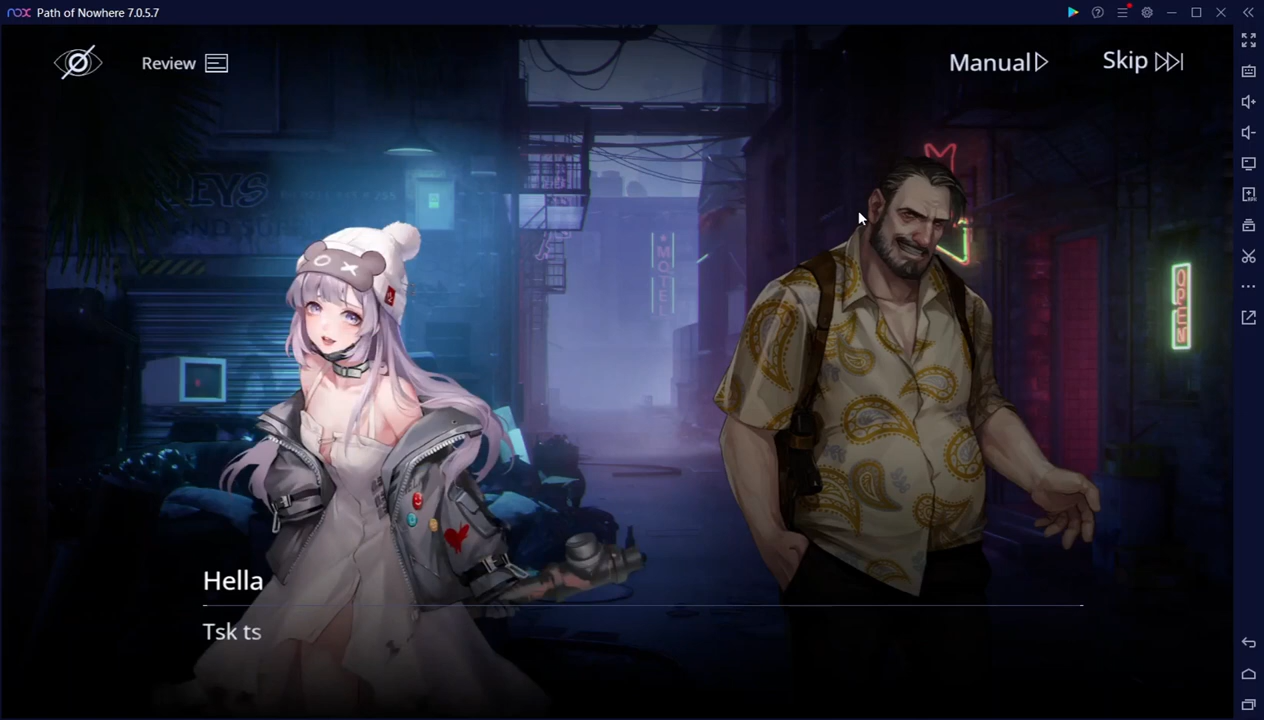 nox Path of Nowhere 7.0.5.7
Review
Manual
Skip
MOTEL
OPEN
O X
Hella
Tsk ts